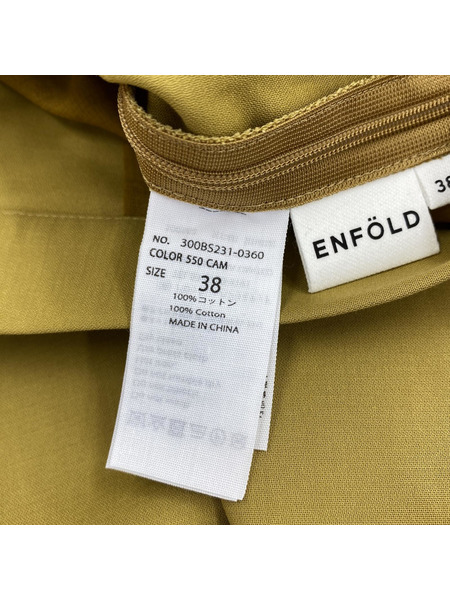 NO. 300BS231-0360
COLOR 550 CAM
SIZE 38
100%コットン
100% Cotton
MADE IN CHINA
ENFÖLD
38